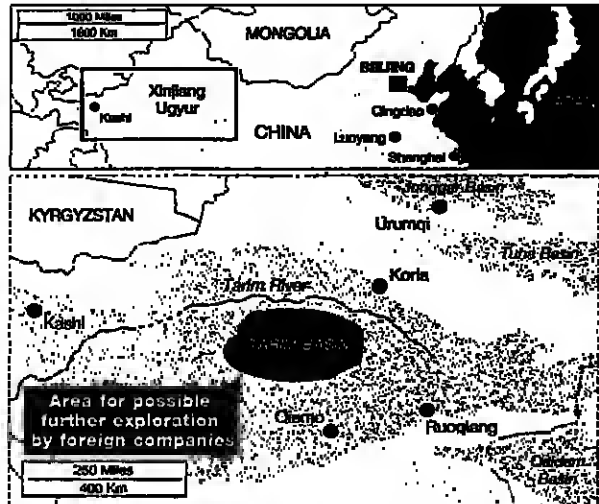 1000 Miles
1600 Km
MONGOLIA
BEIJING
Xinjiang
Ugyur
Kashi
Qingdao
CHINA
Luoyang
Shanghai
KYRGYZSTAN
Junggar Basin
Urumqi
Basin
Tarim River
Korla
Kashi
TARIM BASIN
Area for possible
further exploration
by foreign companies
Qiemo
Ruoqiang
250 Miles
400 Km
Qaidam
Basin